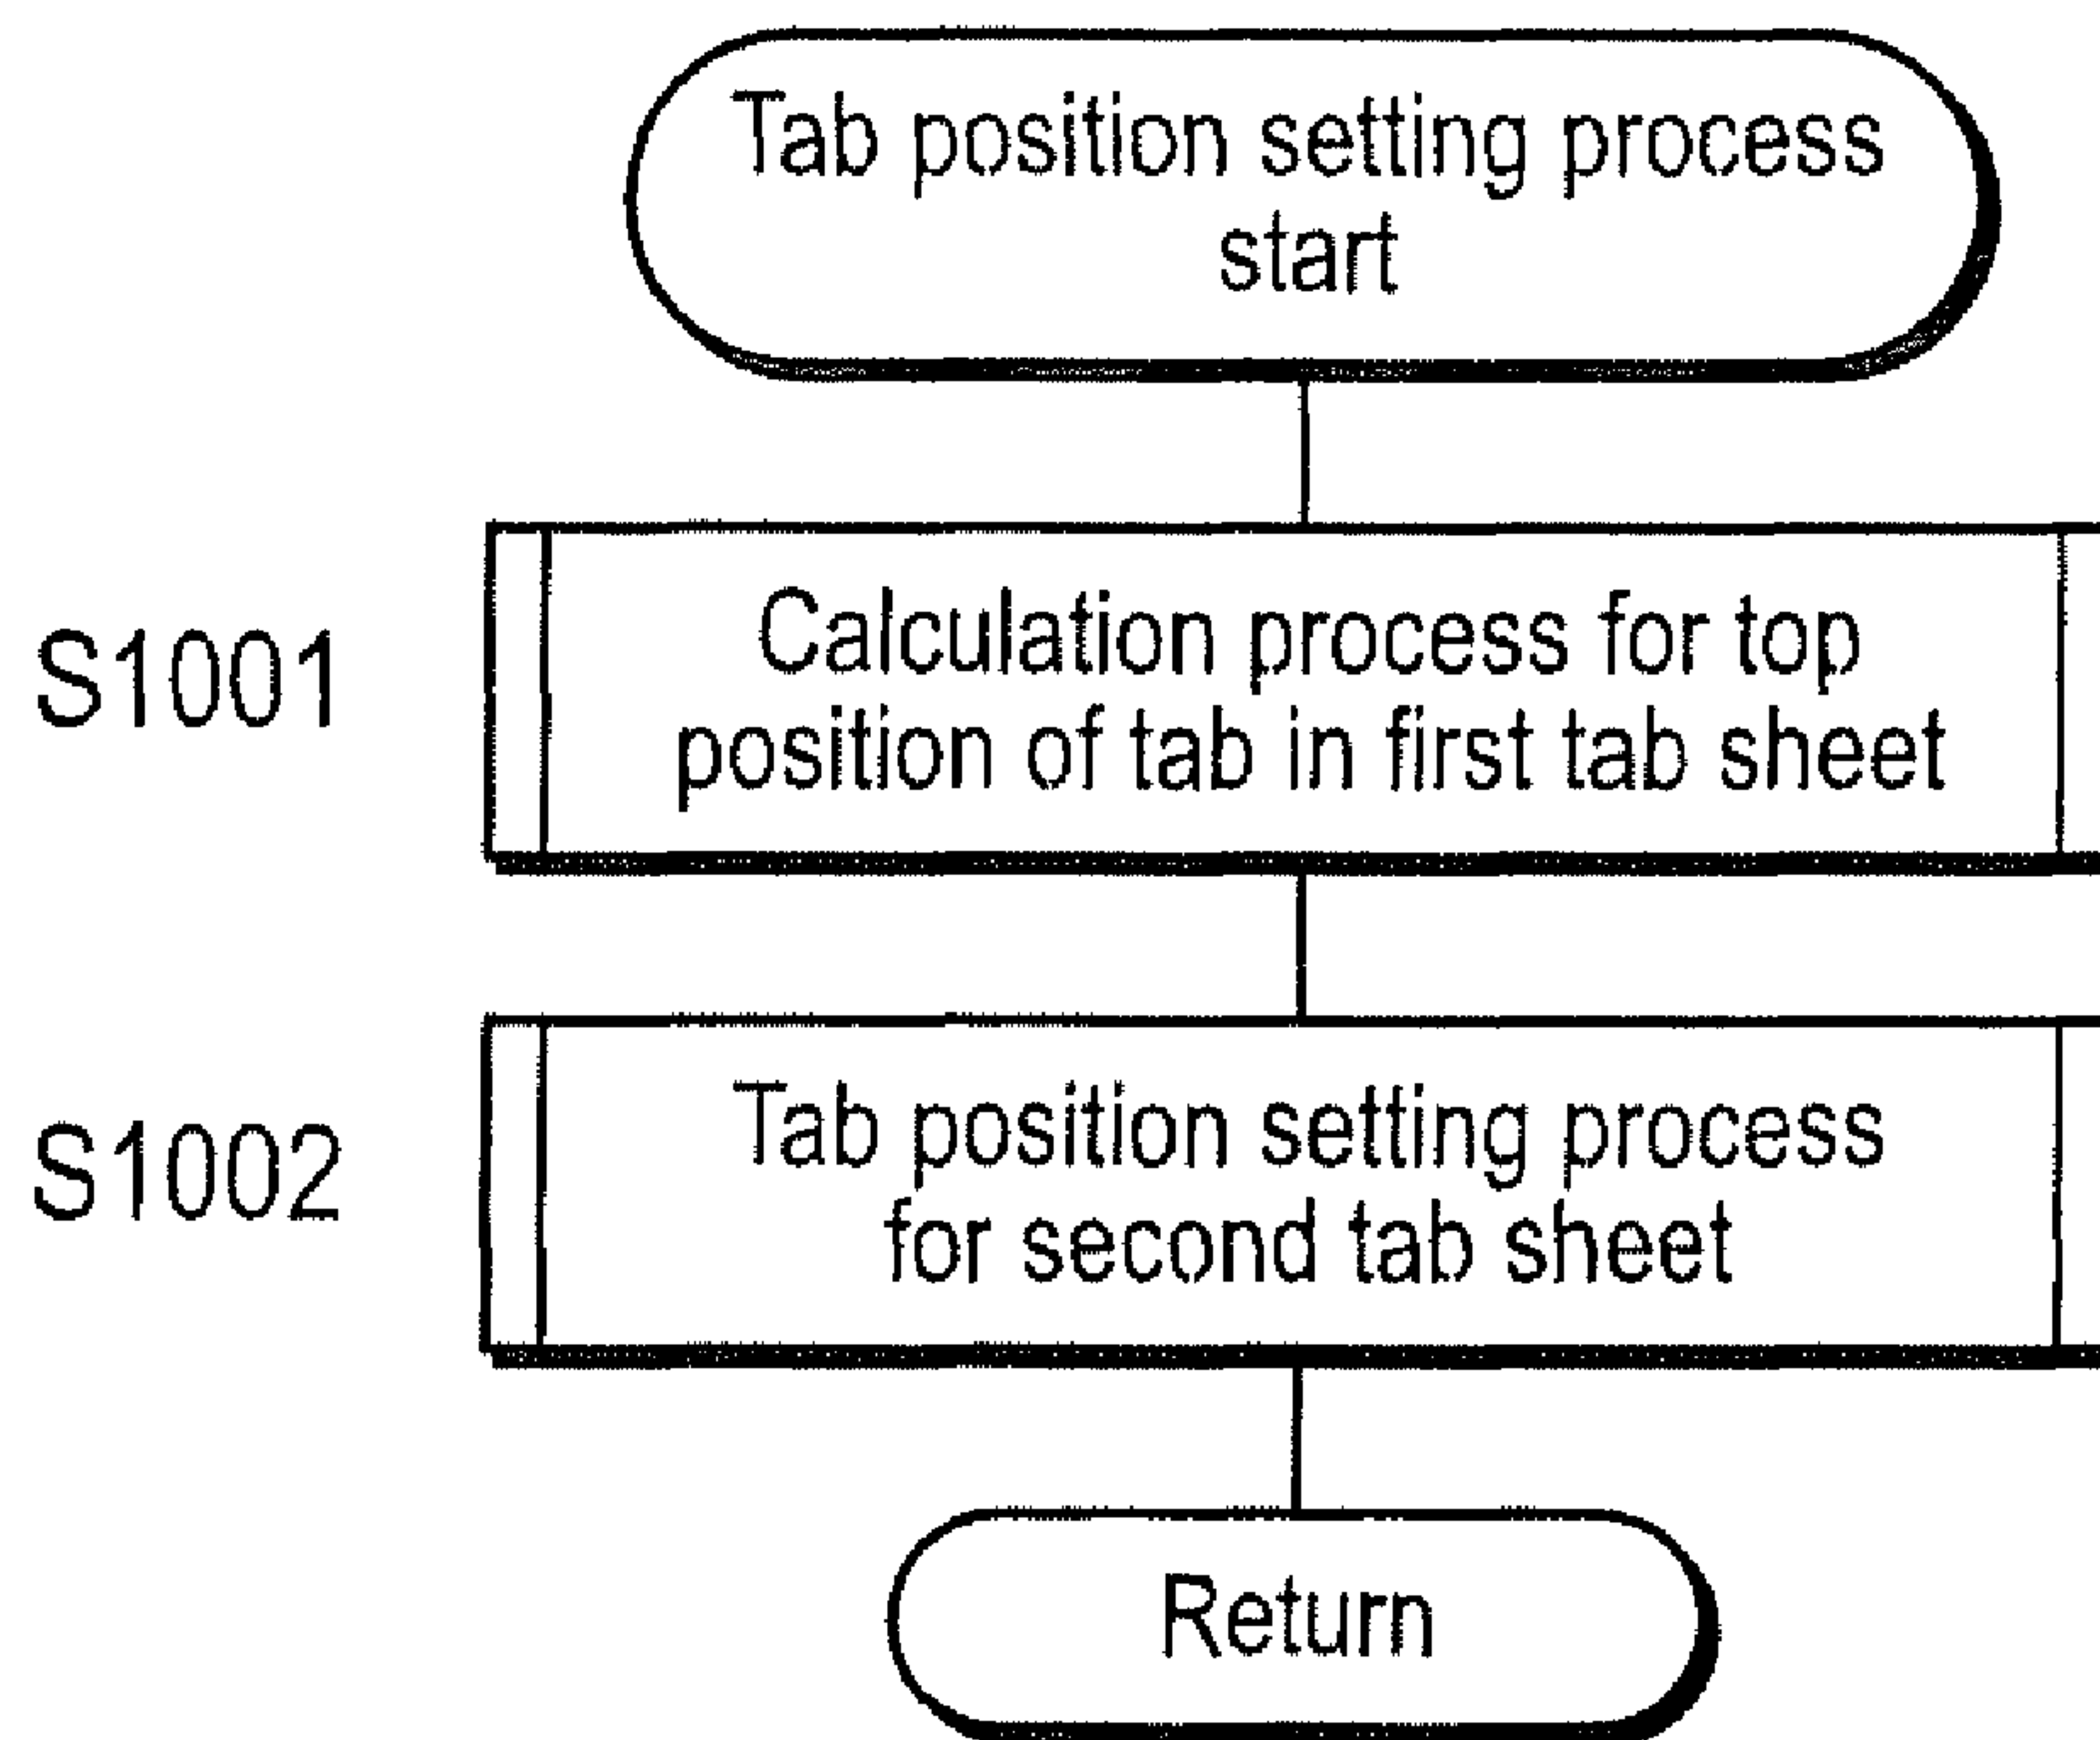 Tab position setting process
start
S1001
Calculation process for top
position of tab in first tab sheet
S1002
Tab position setting process
for second tab sheet
Return